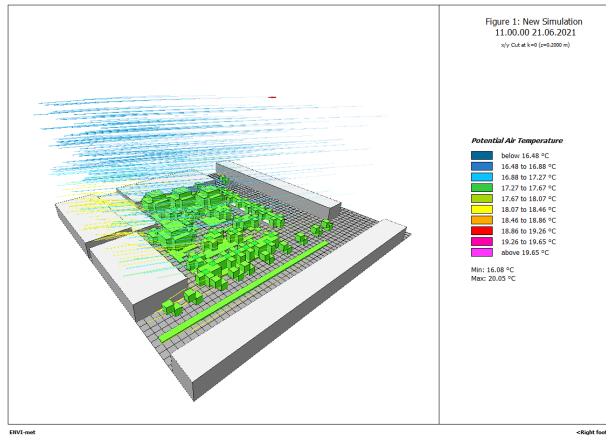 Figure 1: New Simulation
11.00.00 21.06.2021
x/y Cut at k=0 (z=0.2000 m)
Potential Air Temperature
below 16.48 °C
16.48 to 16.88 °C
16.88 to 17.27 °C
17.27 to 17.67 °C
17.67 to 18.07 °C
18.07 to 18.46 °C
18.46 to 18.86 °C
18.86 to 19.26 °C
19.26 to 19.65 °C
above 19.65 °C
Min: 16.08 °C
Max: 20.05 °C
ENVI-met
<Right foot